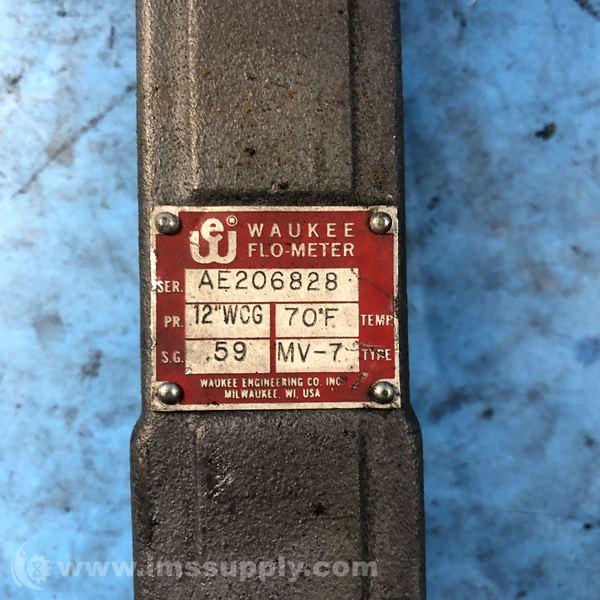 we® WAUKEE
FLO-METER
SER. AE206828
PR. 12"WCG 70°F TEMP.
S.G. .59 MV-7 TYPE
WAUKEE ENGINEERING CO. INC.
MILWAUKEE, WI, USA
www.imssupply.com